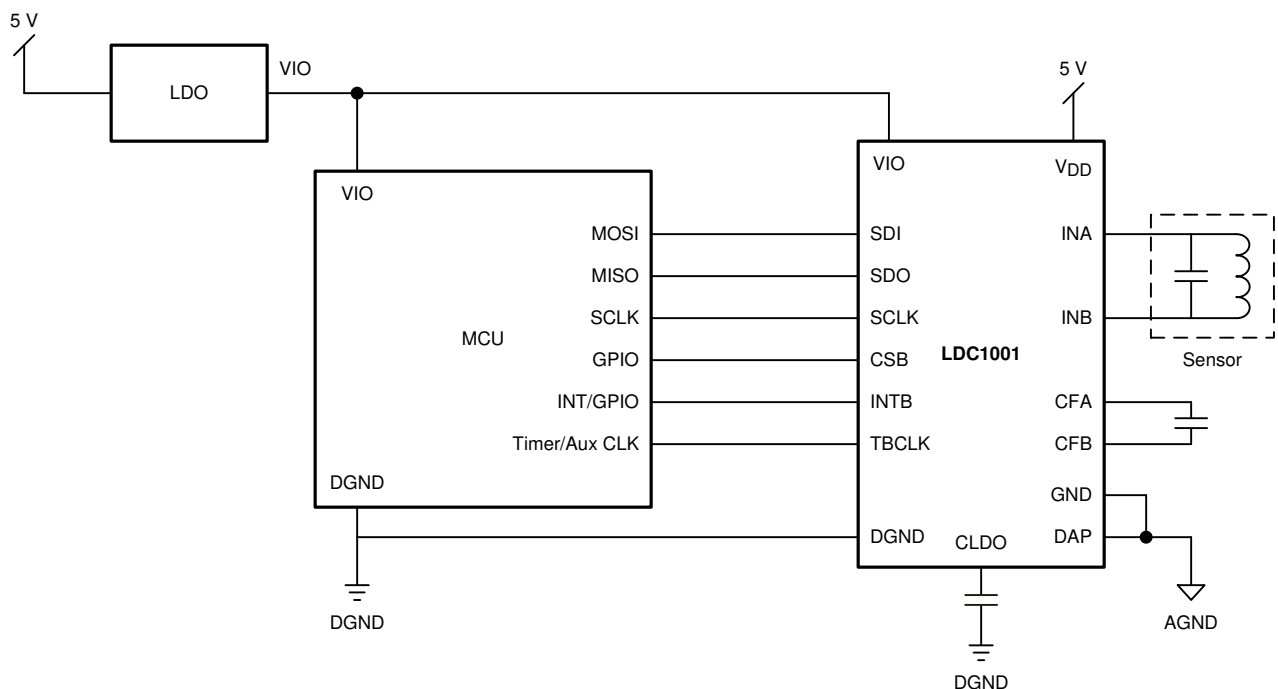 5 V
LDO
VIO
5 V
VIO
MOSI
MISO
SCLK
GPIO
INT/GPIO
Timer/Aux CLK
MCU
DGND
DGND
VIO
VDD
SDI
SDO
SCLK
CSB
INTB
TBCLK
DGND
LDC1001
INA
INB
CFA
CFB
GND
DAP
CLDO
Sensor
AGND
DGND